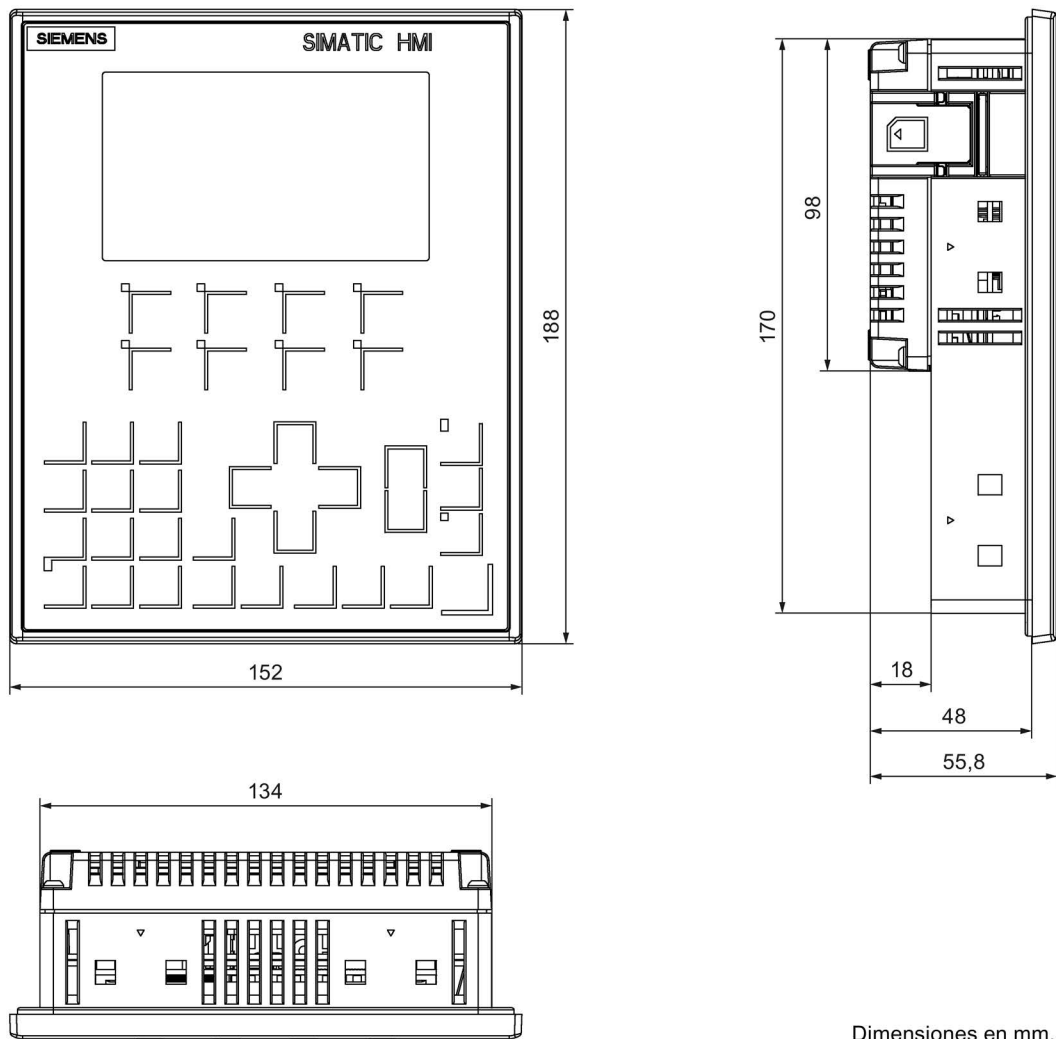 SIEMENS
SIMATIC HMI
188
152
98
170
18
48
55,8
134
Dimensiones en mm.